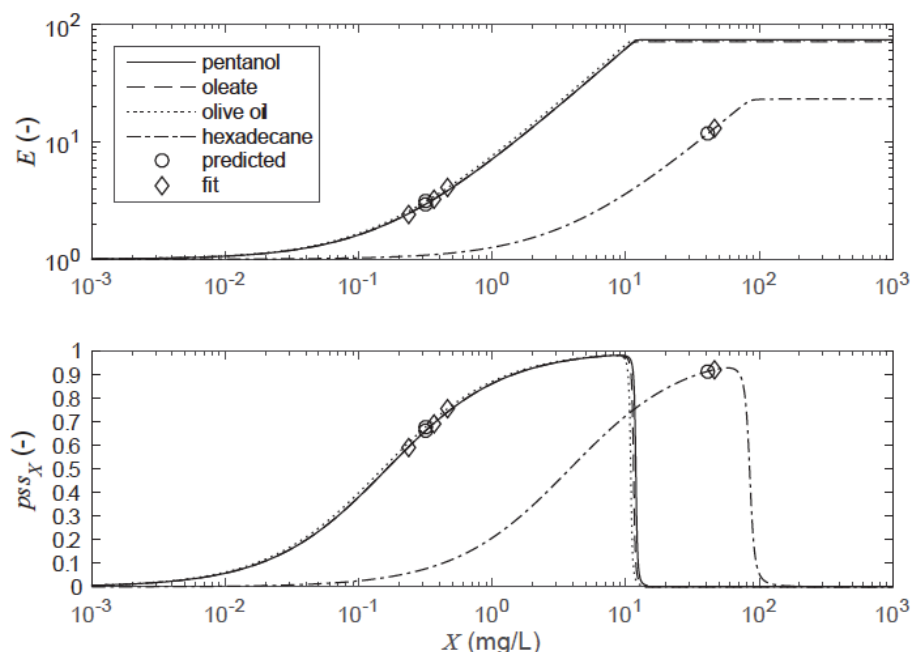 10²
10¹
10⁰
E (-)
pentanol
oleate
olive oil
hexadecane
predicted
fit
10⁻³ 10⁻² 10⁻¹ 10⁰ 10¹ 10² 10³
1
0.9
0.8
0.7
0.6
0.5
0.4
0.3
0.2
0.1
0
pss_X (-)
10⁻³ 10⁻² 10⁻¹ 10⁰ 10¹ 10² 10³
X (mg/L)